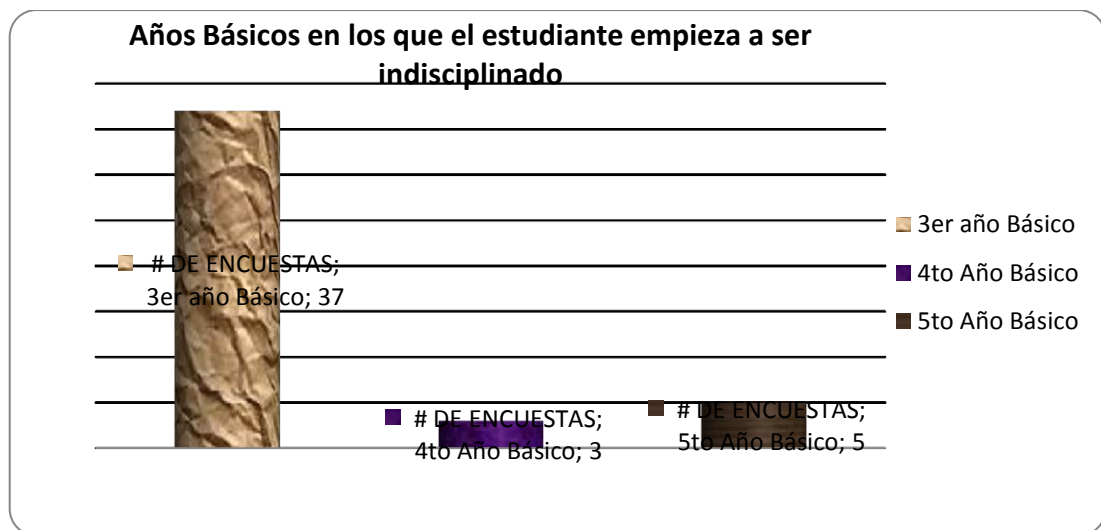 Años Básicos en los que el estudiante empieza a ser
indisciplinado
# DE ENCUESTAS;
3er año Básico; 37
# DE ENCUESTAS;
4to Año Básico; 3
# DE ENCUESTAS;
5to Año Básico; 5
3er año Básico
4to Año Básico
5to Año Básico